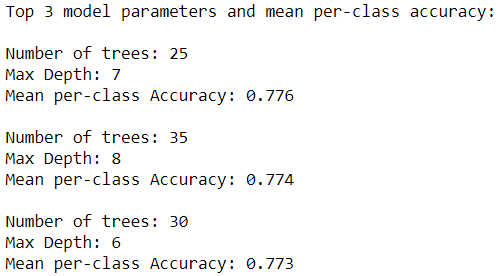 Top 3 model parameters and mean per-class accuracy:
Number of trees: 25
Max Depth: 7
Mean per-class Accuracy: 0.776
Number of trees: 35
Max Depth: 8
Mean per-class Accuracy: 0.774
Number of trees: 30
Max Depth: 6
Mean per-class Accuracy: 0.773